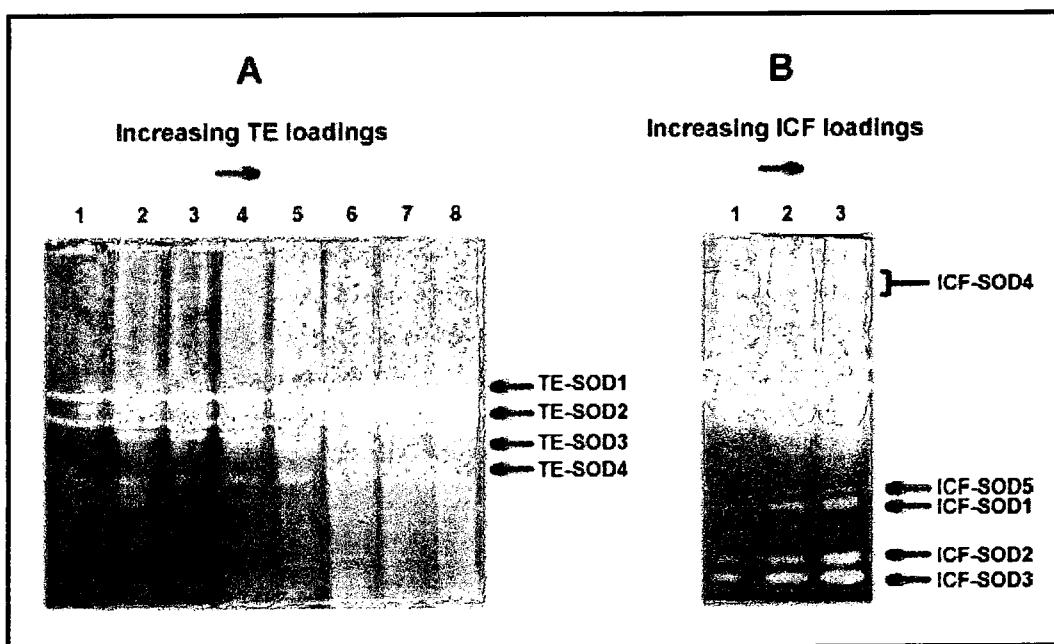 A
Increasing TE loadings
1 2 3 4 5 6 7 8
TE-SOD1
TE-SOD2
TE-SOD3
TE-SOD4
B
Increasing ICF loadings
1 2 3
ICF-SOD4
ICF-SOD5
ICF-SOD1
ICF-SOD2
ICF-SOD3